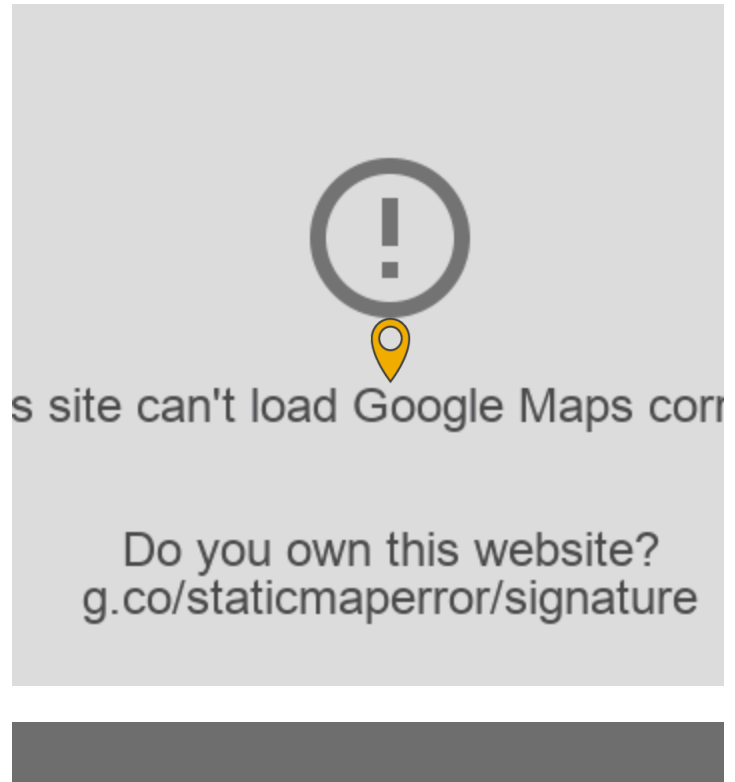 s site can't load Google Maps corr
Do you own this website?
g.co/staticmaperror/signature